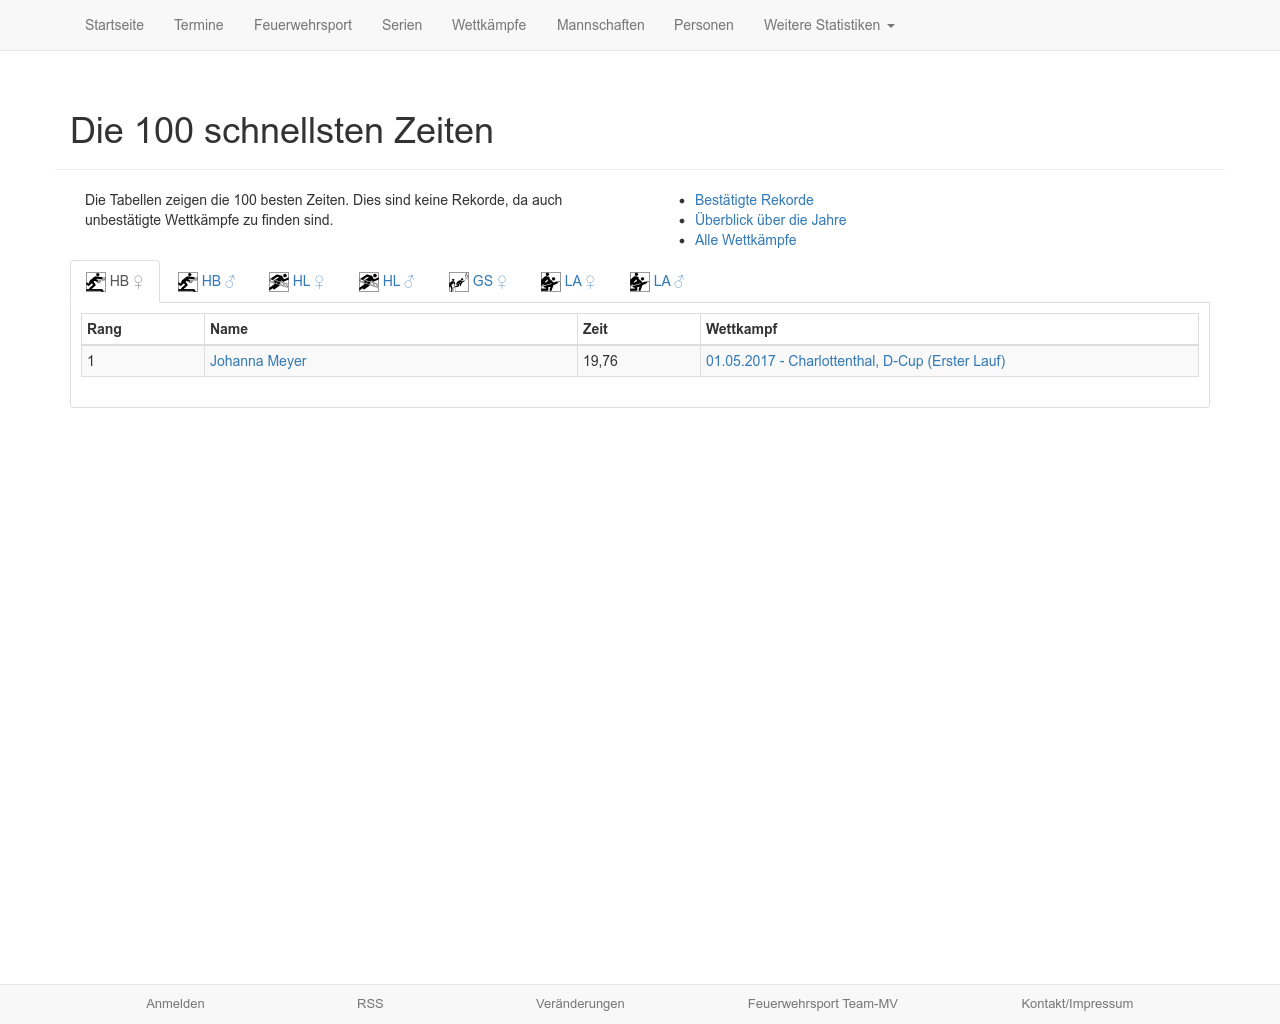 Startseite Termine Feuerwehrsport Serien Wettkämpfe Mannschaften Personen Weitere Statistiken
Die 100 schnellsten Zeiten
Die Tabellen zeigen die 100 besten Zeiten. Dies sind keine Rekorde, da auch
unbestätigte Wettkämpfe zu finden sind.
Bestätigte Rekorde
Überblick über die Jahre
Alle Wettkämpfe
HB ♀ HB ♂ HL ♀ HL ♂ GS ♀ LA ♀ LA ♂
Rang Name Zeit Wettkampf
1 Johanna Meyer 19,76 01.05.2017 - Charlottenthal, D-Cup (Erster Lauf)
Anmelden RSS Veränderungen Feuerwehrsport Team-MV Kontakt/Impressum